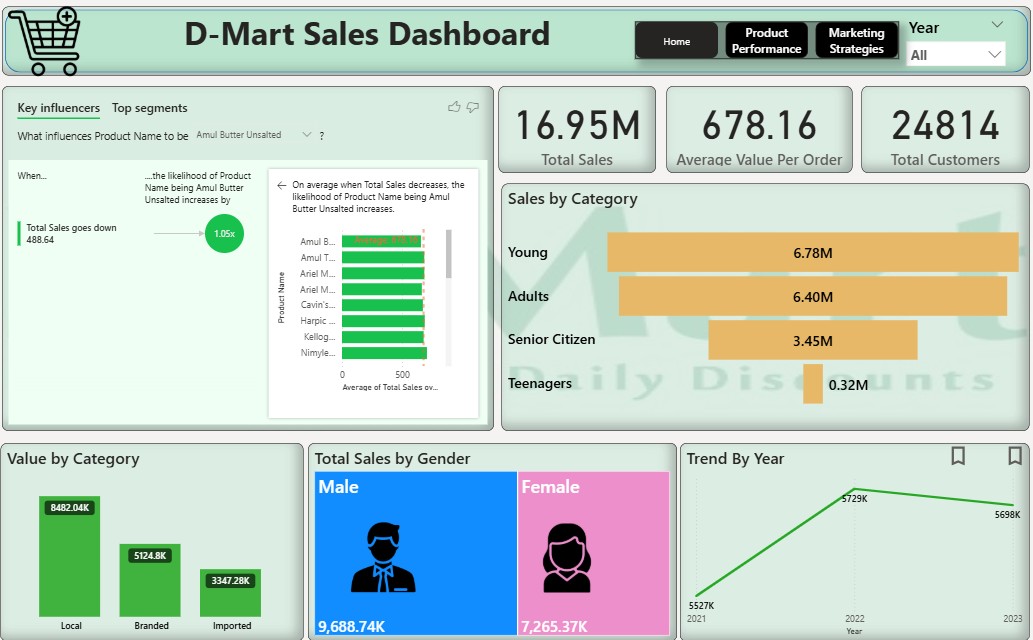 D-Mart Sales Dashboard
Home
Product
Performance
Marketing
Strategies
Year
All
Key influencers
Top segments
What influences Product Name to be
Amul Butter Unsalted
?
When...
....the likelihood of Product
Name being Amul Butter
Unsalted increases by
Total Sales goes down
488.64
1.05x
On average when Total Sales decreases, the
likelihood of Product Name being Amul
Butter Unsalted increases.
Product Name
Amul B...
Amul T...
Ariel M...
Ariel M...
Cavin's...
Harpic ...
Kellog...
Nimyle...
0
500
Average of Total Sales ov...
16.95M
Total Sales
678.16
Average Value Per Order
24814
Total Customers
Sales by Category
Young
6.78M
Adults
6.40M
Senior Citizen
3.45M
Teenagers
0.32M
Daily Discounts
Value by Category
8482.04K
5124.8K
3347.28K
Local
Branded
Imported
Total Sales by Gender
Male
Female
9,688.74K
7,265.37K
Trend By Year
5527K
5729K
5698K
2021
2022
2023
Year